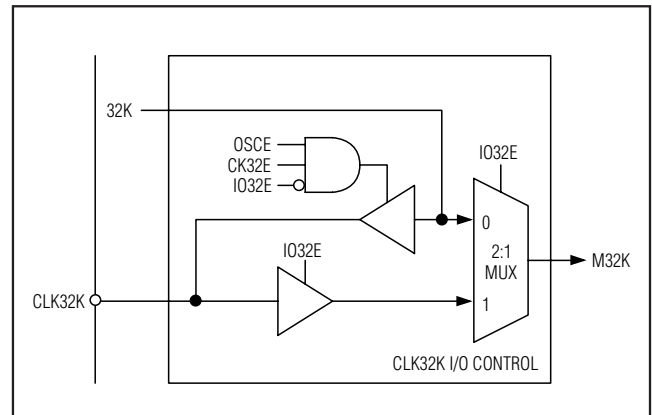 32K
OSCE
CK32E
IO32E
IO32E
0
2:1
MUX
M32K
IO32E
CLK32K
1
CLK32K I/O CONTROL